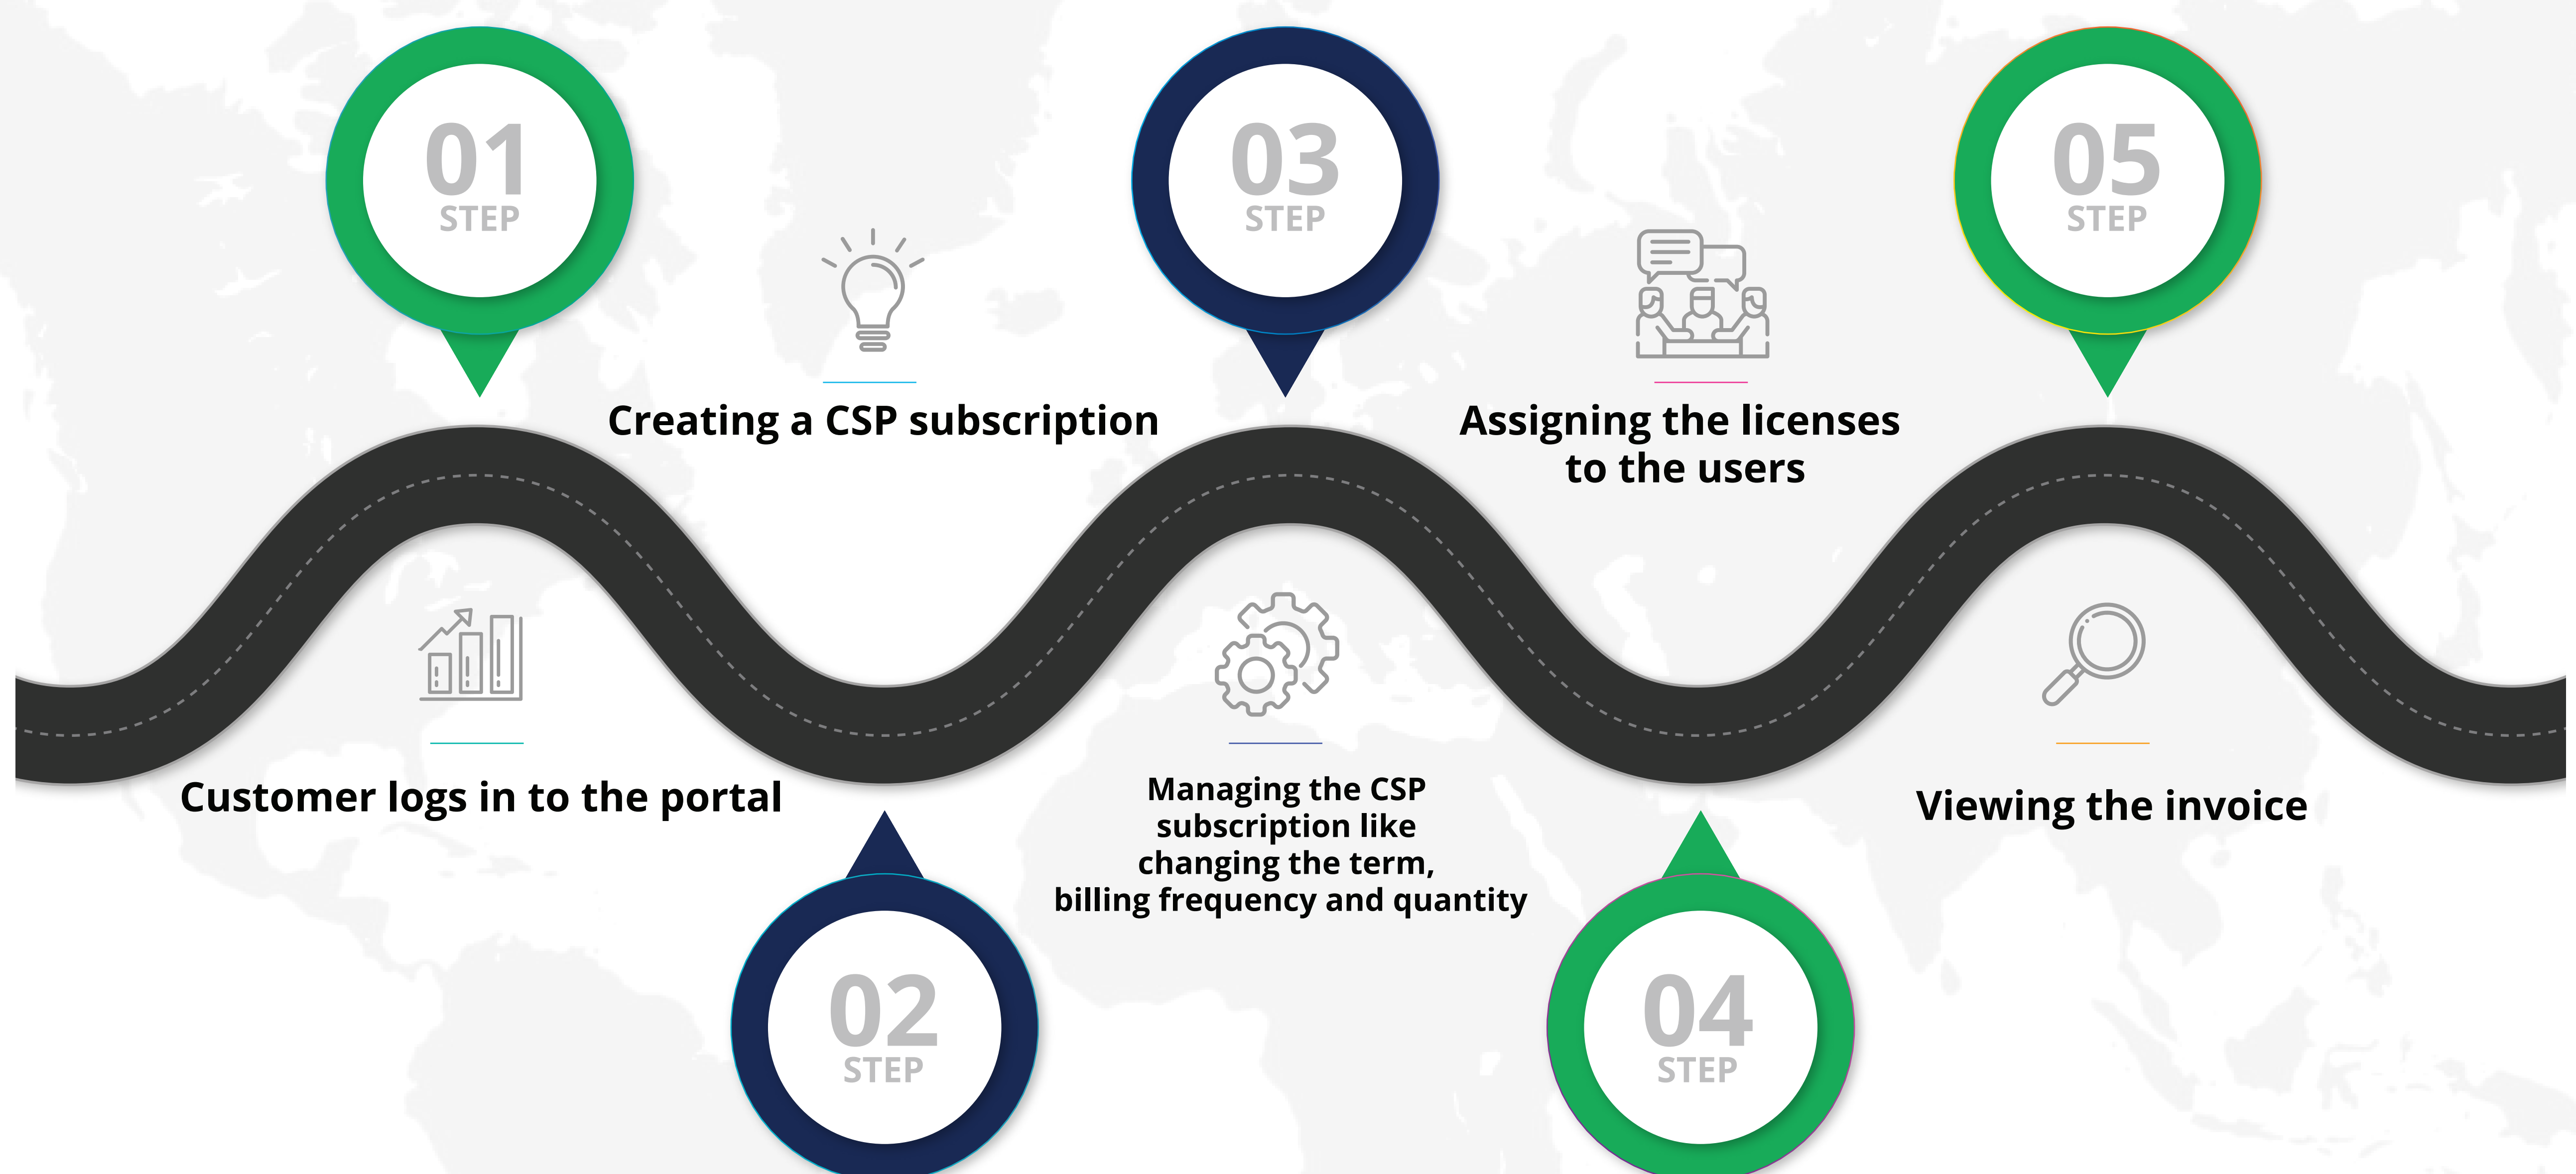 01
STEP
Customer logs in to the portal
02
STEP
Creating a CSP subscription
03
STEP
Managing the CSP
subscription like
changing the term,
billing frequency and quantity
04
STEP
Assigning the licenses
to the users
05
STEP
Viewing the invoice